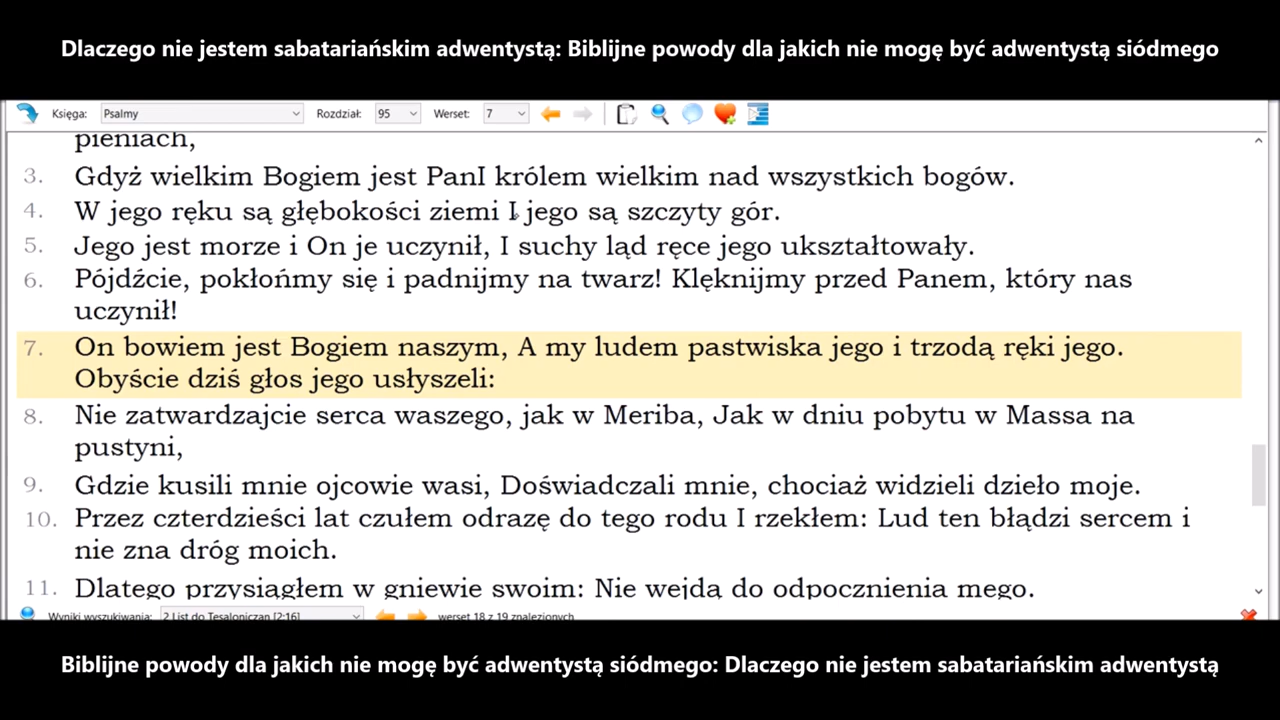 Dlaczego nie jestem sabatariańskim adwentystą: Biblijne powody dla jakich nie mogę być adwentystą siódmego
Księga: Psalmy Rozdział: 95 Werset: 7
pieniach,
3. Gdyż wielkim Bogiem jest PanI królem wielkim nad wszystkich bogów.
4. W jego ręku są głębokości ziemi I jego są szczyty gór.
5. Jego jest morze i On je uczynił, I suchy ląd ręce jego ukształtowały.
6. Pójdźcie, pokłońmy się i padnijmy na twarz! Klęknijmy przed Panem, który nas
uczynił!
7. On bowiem jest Bogiem naszym, A my ludem pastwiska jego i trzodą ręki jego.
Obyście dziś głos jego usłyszeli:
8. Nie zatwardzajcie serca waszego, jak w Meriba, Jak w dniu pobytu w Massa na
pustyni,
9. Gdzie kusili mnie ojcowie wasi, Doświadczali mnie, chociaż widzieli dzieło moje.
10. Przez czterdzieści lat czułem odrazę do tego rodu I rzekłem: Lud ten błądzi sercem i
nie zna dróg moich.
11. Dlatego przysiągłem w gniewie swoim: Nie wejdą do odpocznienia mego.
Wyniki wyszukiwania: 2 List do Tesaloniczan [2:16] werset 18 z 19 znalezionych
Biblijne powody dla jakich nie mogę być adwentystą siódmego: Dlaczego nie jestem sabatariańskim adwentystą